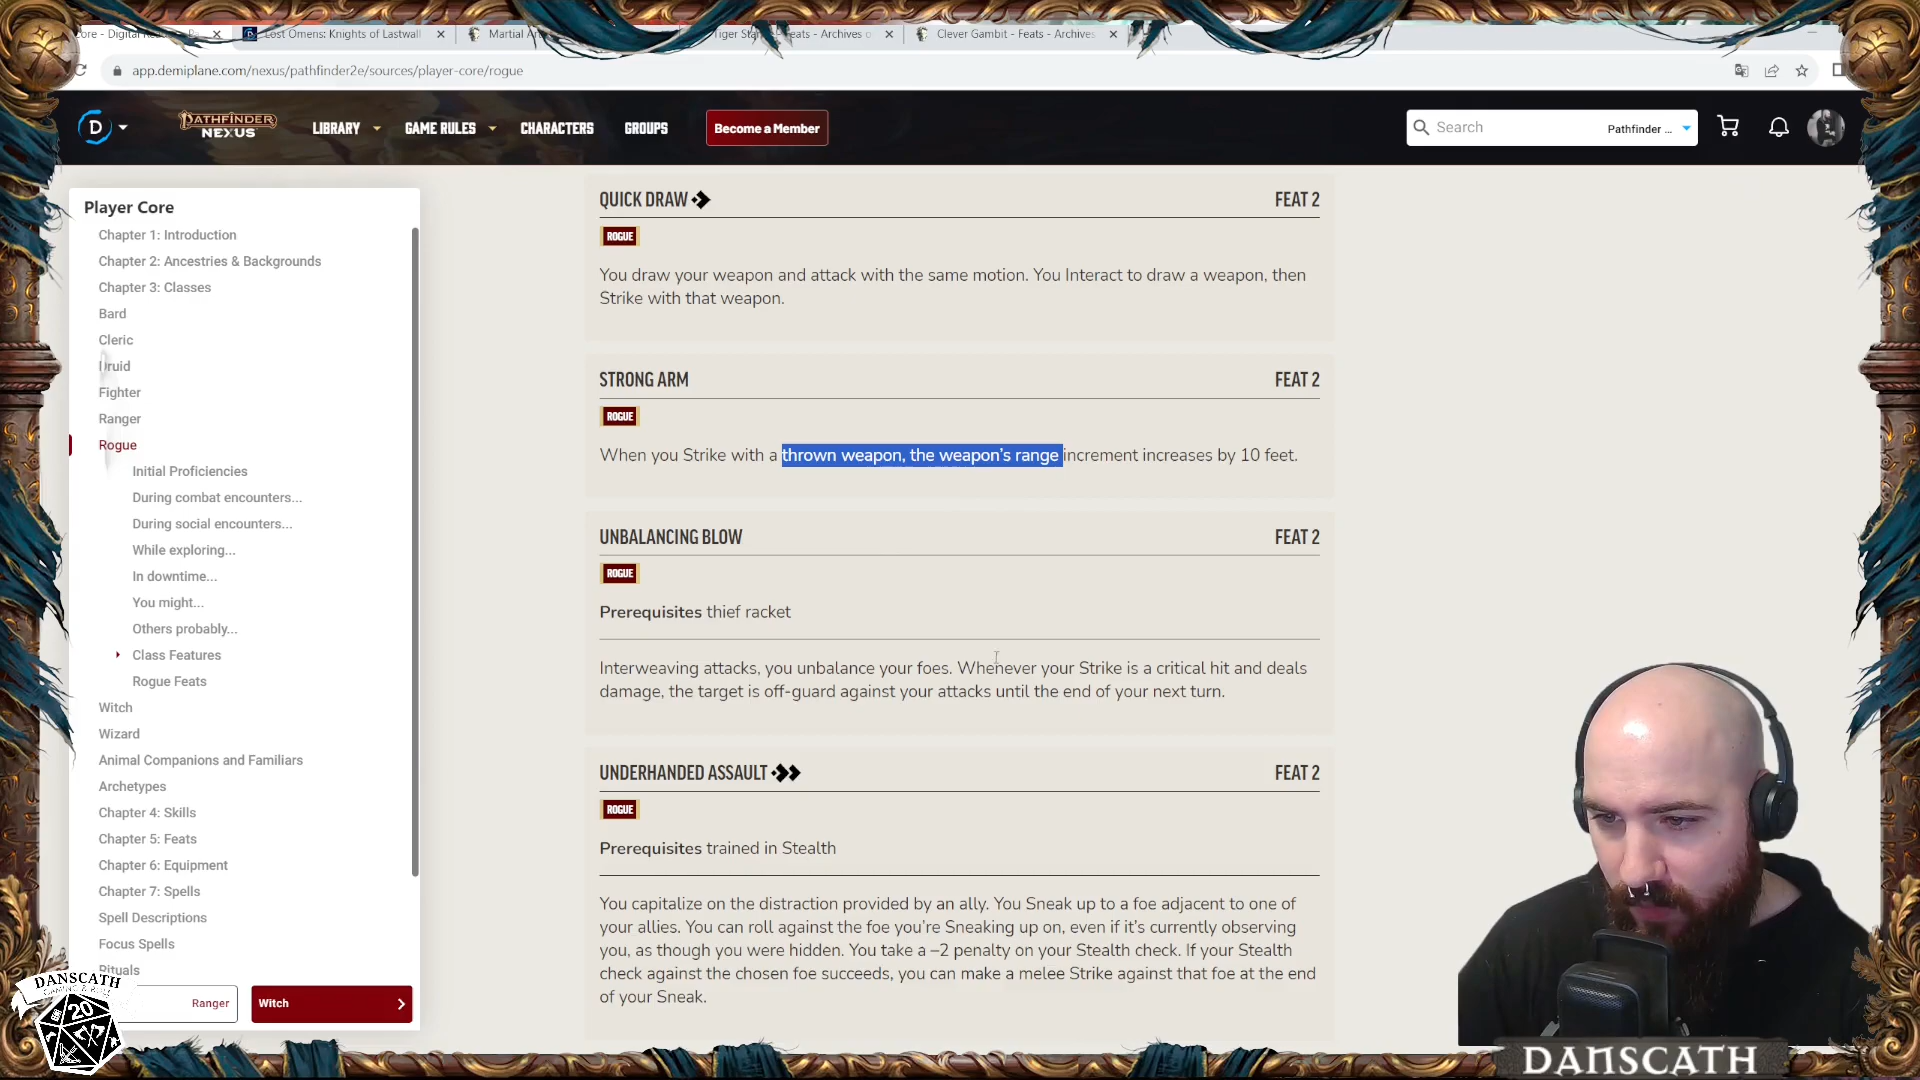 Lost Omens: Knights of Lastwall
Clever Gambit - Feats - Archives
app.demiplane.com/nexus/pathfinder2e/sources/player-core/rogue
D
PATHFINDER
NEXUS
LIBRARY
GAME RULES
CHARACTERS
GROUPS
Become a Member
Search
Pathfinder ...
Player Core
Chapter 1: Introduction
Chapter 2: Ancestries & Backgrounds
Chapter 3: Classes
Bard
Cleric
Druid
Fighter
Ranger
Rogue
Initial Proficiencies
During combat encounters...
During social encounters...
While exploring...
In downtime...
You might...
Others probably...
Class Features
Rogue Feats
Witch
Wizard
Animal Companions and Familiars
Archetypes
Chapter 4: Skills
Chapter 5: Feats
Chapter 6: Equipment
Chapter 7: Spells
Spell Descriptions
Focus Spells
Rituals
Ranger
Witch
QUICK DRAW
FEAT 2
ROGUE
You draw your weapon and attack with the same motion. You Interact to draw a weapon, then
Strike with that weapon.
STRONG ARM
FEAT 2
ROGUE
When you Strike with a thrown weapon, the weapon's range increment increases by 10 feet.
UNBALANCING BLOW
FEAT 2
ROGUE
Prerequisites thief racket
Interweaving attacks, you unbalance your foes. Whenever your Strike is a critical hit and deals
damage, the target is off-guard against your attacks until the end of your next turn.
UNDERHANDED ASSAULT
FEAT 2
ROGUE
Prerequisites trained in Stealth
You capitalize on the distraction provided by an ally. You Sneak up to a foe adjacent to one of
your allies. You can roll against the foe you're Sneaking up on, even if it's currently observing
you, as though you were hidden. You take a –2 penalty on your Stealth check. If your Stealth
check against the chosen foe succeeds, you can make a melee Strike against that foe at the end
of your Sneak.
DANSCATH
20
DANSCATH